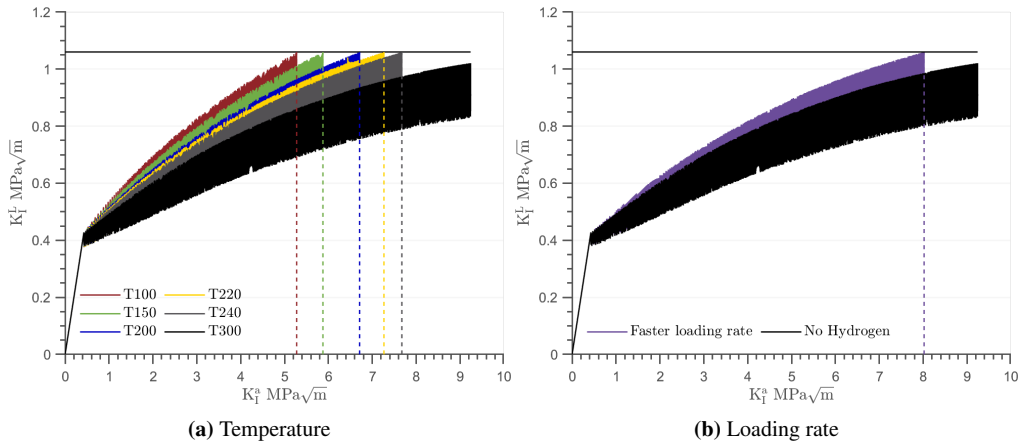 1.2
1
0.8
0.6
0.4
0.2
0
K_I^L MPa√m
T100 T220
T150 T240
T200 T300
0 1 2 3 4 5 6 7 8 9 10
K_I^a MPa√m
(a) Temperature
1.2
1
0.8
0.6
0.4
0.2
0
K_I^L MPa√m
Faster loading rate No Hydrogen
0 1 2 3 4 5 6 7 8 9 10
K_I^a MPa√m
(b) Loading rate